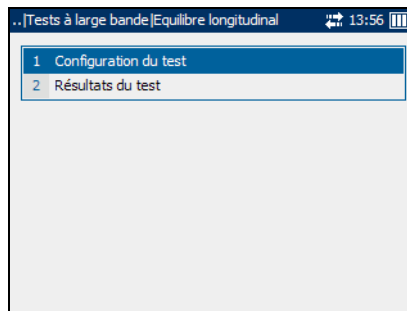 ..|Tests à large bande|Equilibre longitudinal 13:56
1 Configuration du test
2 Résultats du test